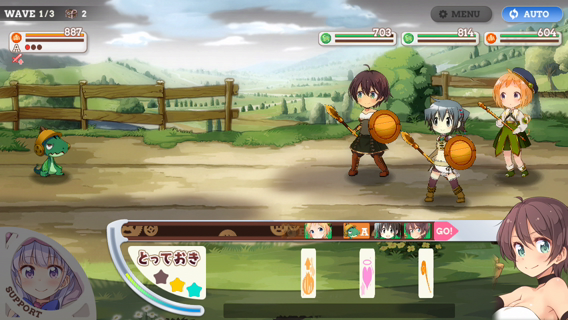 WAVE 1/3 2
MENU
AUTO
887
A
703
814
604
A
GO!
とっておき
SUPPORT